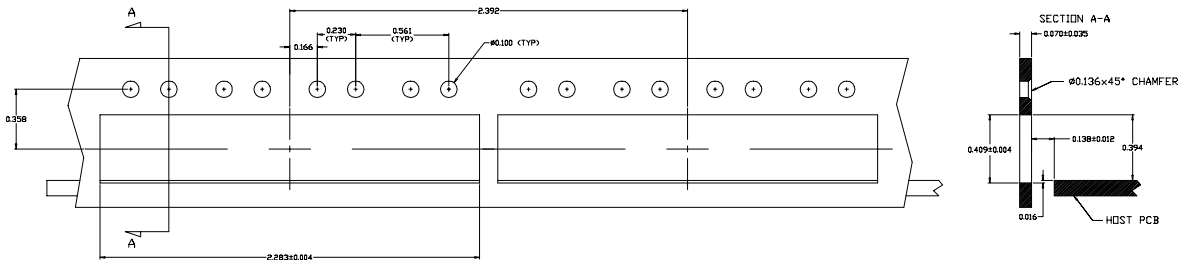 2.392
A
0.230
(TYP)
0.561
(TYP)
0.166
ø0.100 (TYP)
0.358
A
2.283±0.004
SECTION A-A
0.070±0.035
ø0.136x45° CHAMFER
0.138±0.012
0.409±0.004
0.394
0.016
HOST PCB